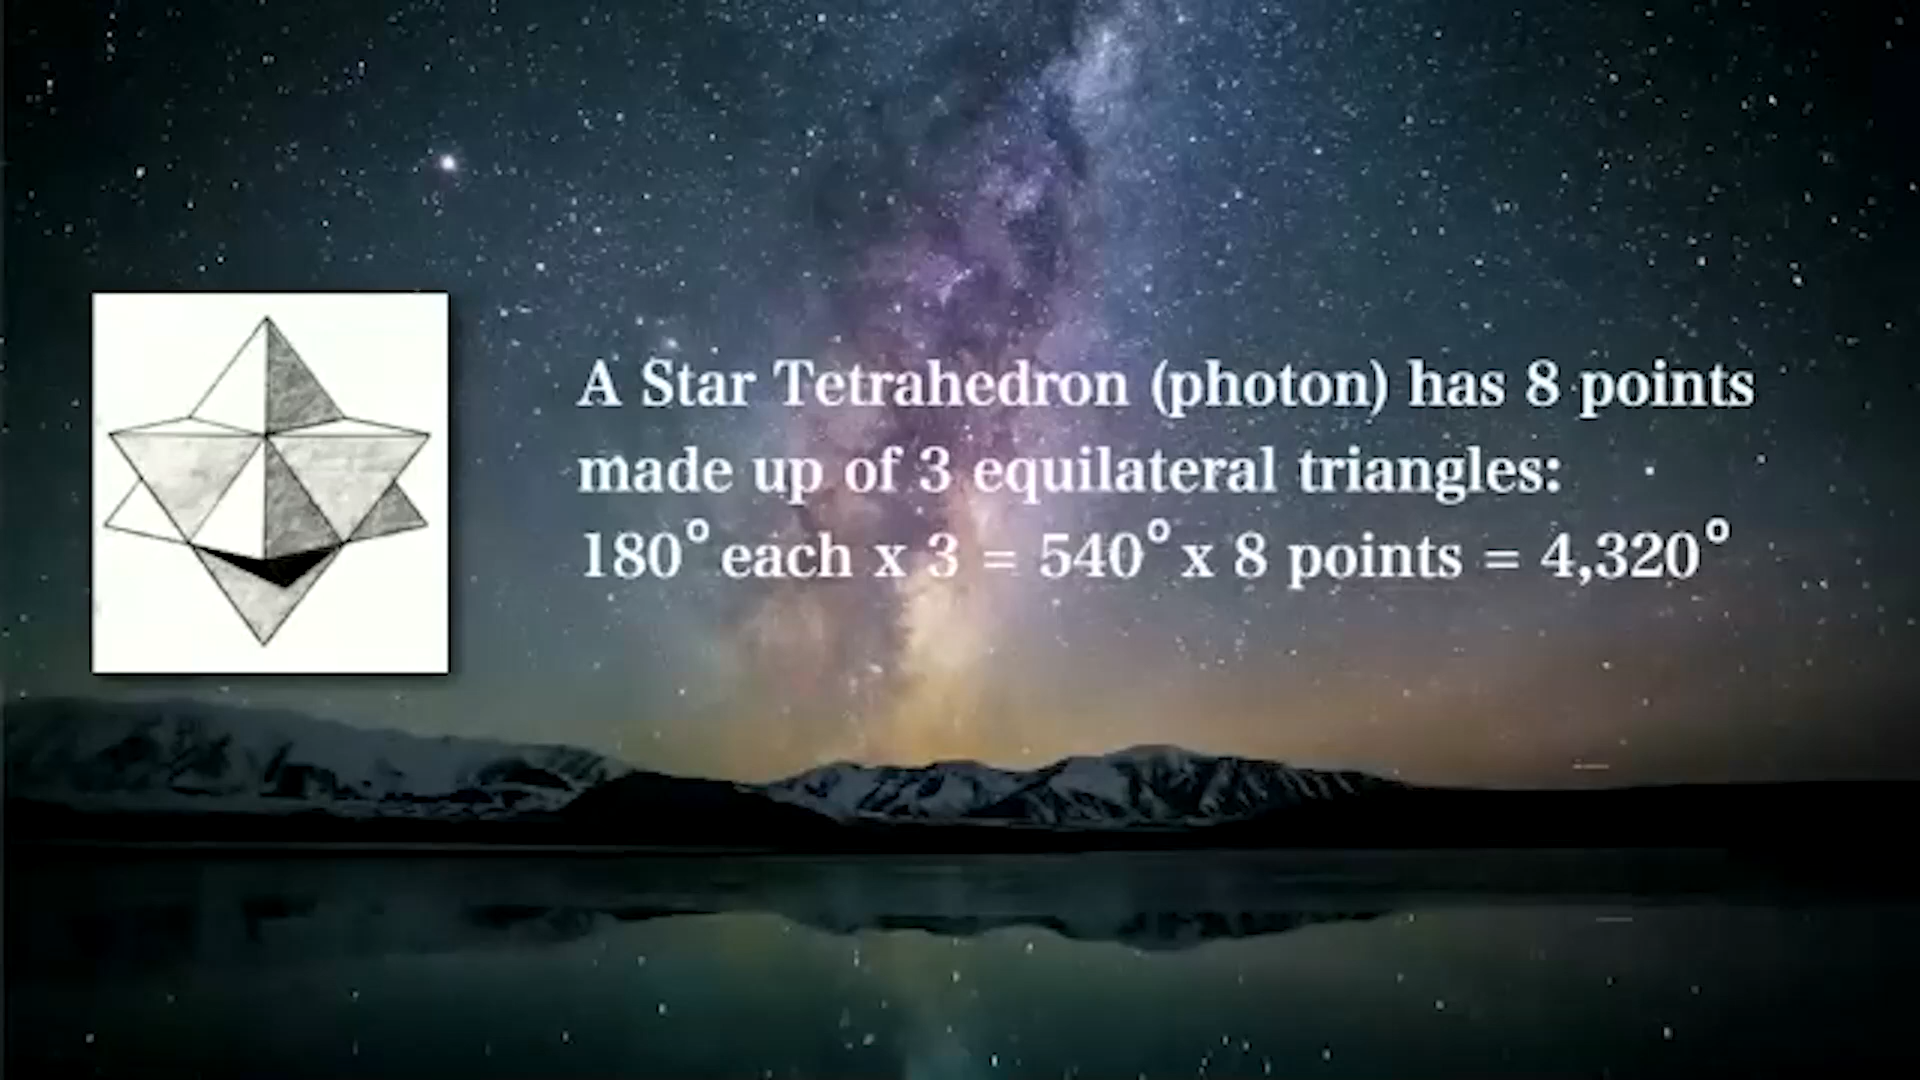 A Star Tetrahedron (photon) has 8 points
made up of 3 equilateral triangles:
180° each x 3 = 540° x 8 points = 4,320°